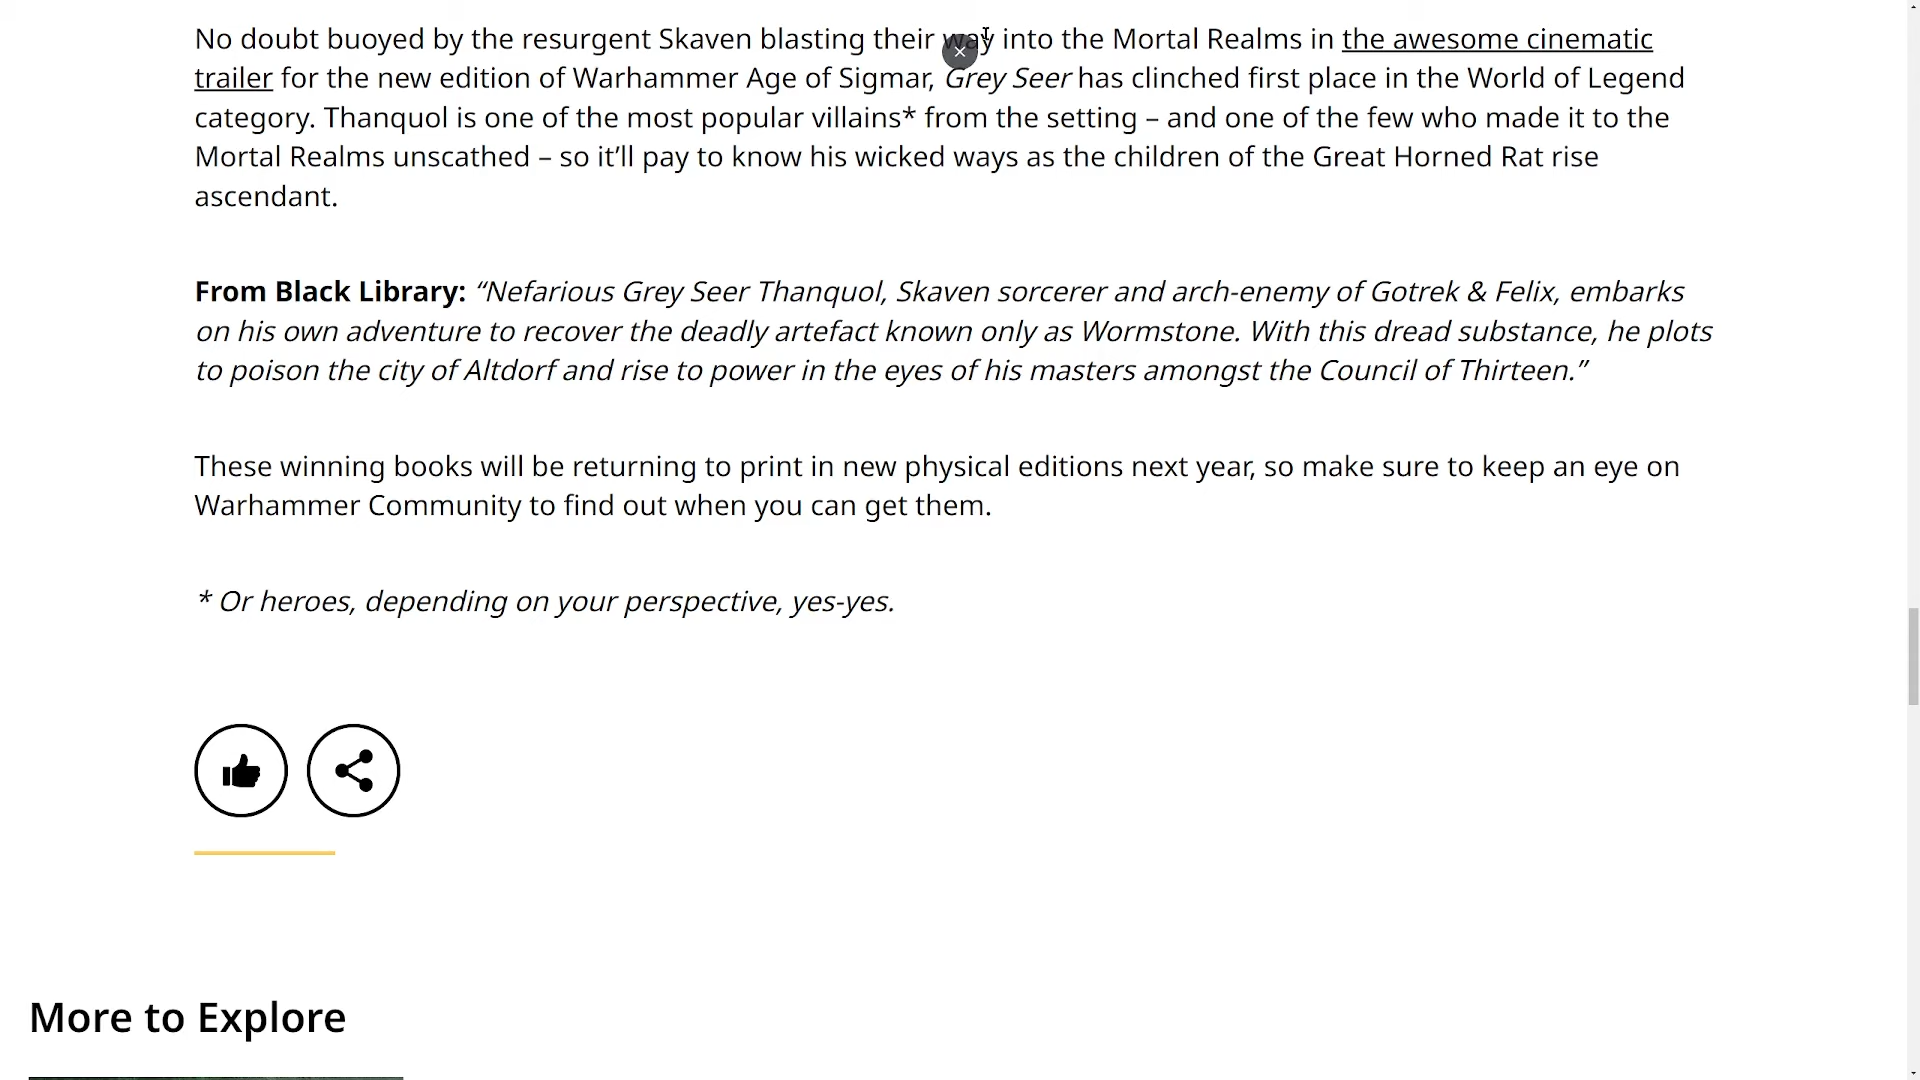 No doubt buoyed by the resurgent Skaven blasting their way into the Mortal Realms in the awesome cinematic
trailer for the new edition of Warhammer Age of Sigmar, Grey Seer has clinched first place in the World of Legend
category. Thanquol is one of the most popular villains* from the setting – and one of the few who made it to the
Mortal Realms unscathed – so it’ll pay to know his wicked ways as the children of the Great Horned Rat rise
ascendant.
From Black Library: “Nefarious Grey Seer Thanquol, Skaven sorcerer and arch-enemy of Gotrek & Felix, embarks
on his own adventure to recover the deadly artefact known only as Wormstone. With this dread substance, he plots
to poison the city of Altdorf and rise to power in the eyes of his masters amongst the Council of Thirteen.”
These winning books will be returning to print in new physical editions next year, so make sure to keep an eye on
Warhammer Community to find out when you can get them.
* Or heroes, depending on your perspective, yes-yes.
More to Explore